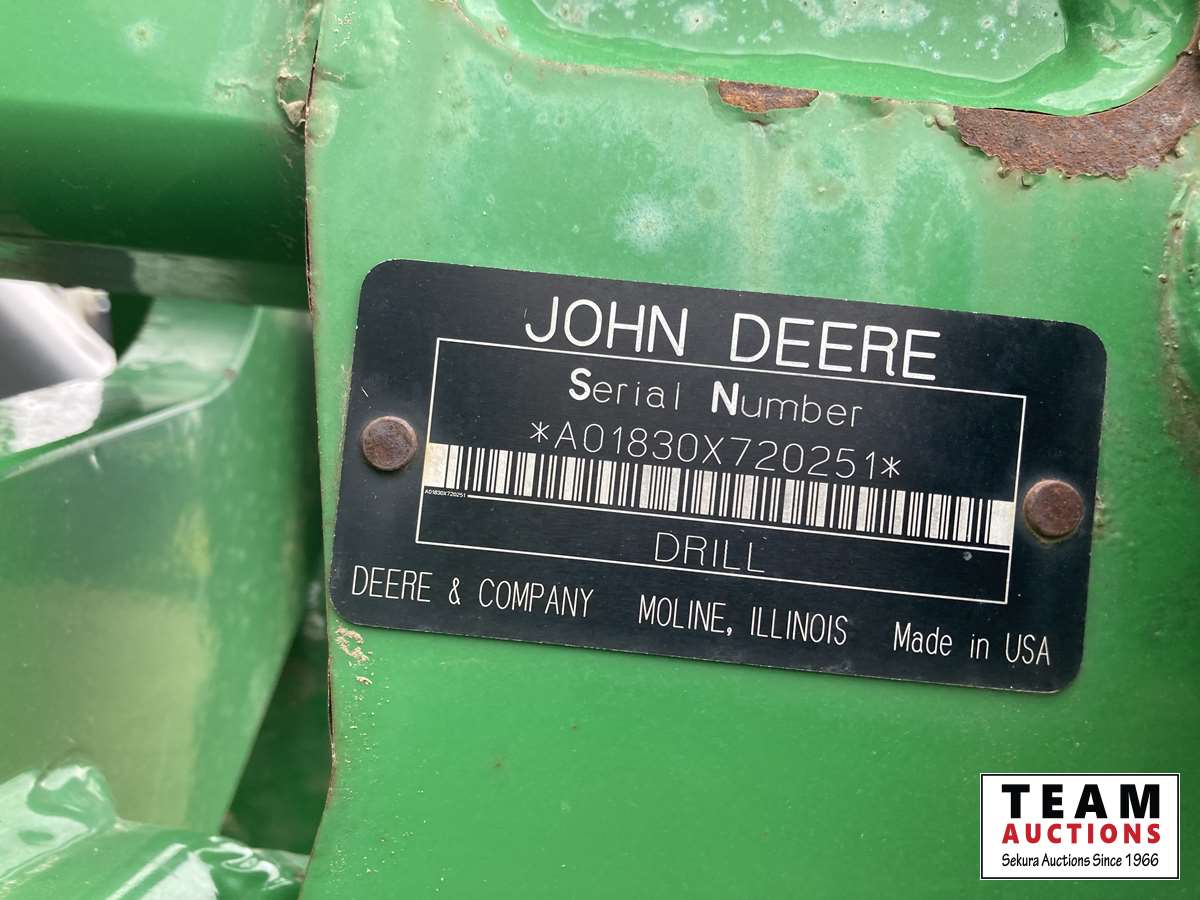 JOHN DEERE
Serial Number
*A01830X720251*
A01830X720251
DRILL
DEERE & COMPANY MOLINE, ILLINOIS Made in USA
TEAM
AUCTIONS
Sekura Auctions Since 1966